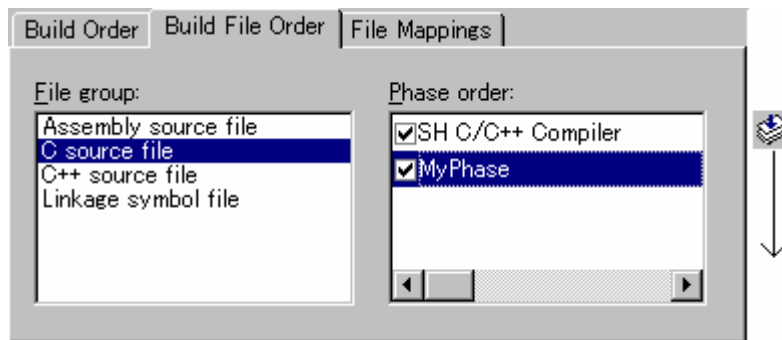 Build Order Build File Order File Mappings
File group: Phase order:
Assembly source file
C source file
C++ source file
Linkage symbol file
SH C/C++ Compiler
MyPhase